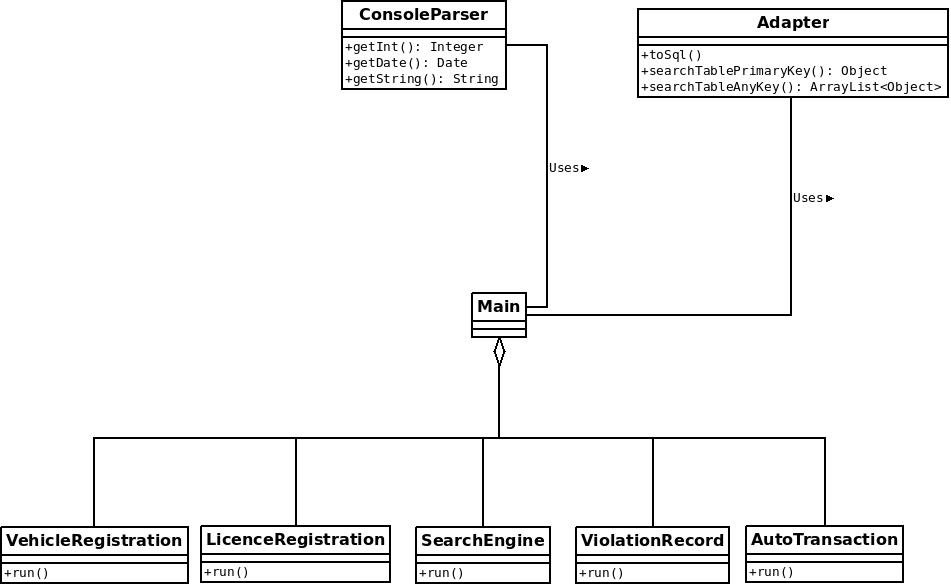 ConsoleParser
+getInt(): Integer
+getDate(): Date
+getString(): String
Adapter
+toSql()
+searchTablePrimaryKey(): Object
+searchTableAnyKey(): ArrayList<Object>
Uses►
Uses►
Main
VehicleRegistration
+run()
LicenceRegistration
+run()
SearchEngine
+run()
ViolationRecord
+run()
AutoTransaction
+run()